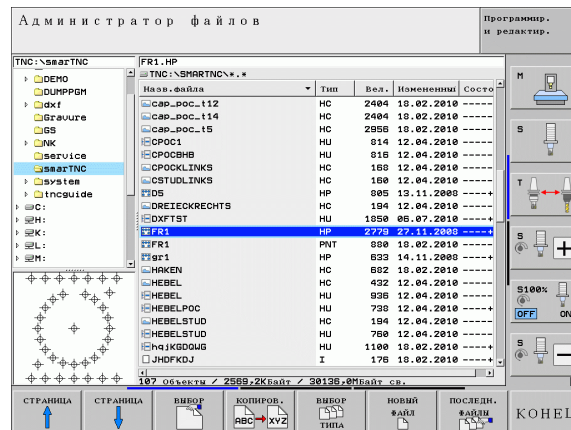 Администратор файлов
Программир.
и редактир.
TNC:\smarTNC
FR1.HP
TNC:\SMARTNC\*.*
Назв.файла Тип Вел. Измененны Состо
DEMO
DUMPPGM
dxf
Gravure
GS
NK
service
smarTNC
system
tncguide
C:
H:
K:
L:
M:
cap_poc_t12 HC 2404 18.02.2010 -----
cap_poc_t14 HC 2404 18.02.2010 -----
cap_poc_t5 HC 2956 18.02.2010 -----
CPOC1 HU 814 12.04.2010 -----
CPOCBHB HU 816 12.04.2010 -----
CPOCKLINKS HC 168 12.04.2010 -----
CSTUDLINKS HC 160 12.04.2010 -----
D5 HP 805 13.11.2008 ----+
DREIECKRECHTS HC 194 12.04.2010 -----
DXFTST HU 1850 06.07.2010 ----+
FR1 HP 2779 27.11.2008 ----+
FR1 PNT 880 18.02.2010 -----
gr1 HP 633 14.11.2008 ----+
HAKEN HC 682 18.02.2010 -----
HEBEL HC 432 12.04.2010 -----
HEBEL HU 936 12.04.2010 -----
HEBELPOC HU 738 12.04.2010 -----
HEBELSTUD HC 194 12.04.2010 -----
HEBELSTUD HU 760 12.04.2010 -----
hqjKGDQWG HU 1100 18.02.2010 -----
JHDFKDJ I 176 18.02.2010 ----+
107 Объекты / 2569,2КБайт / 30136,0МБайт св.
M
S
T
S
S100%
OFF ON
S
СТРАНИЦА
СТРАНИЦА
ВЫБОР
КОПИРОВ.
ABC XYZ
ВЫБОР
ТИПА
НОВЫЙ
ФАЙЛ
ПОСЛЕДН.
ФАЙЛЫ
КОНЕЦ